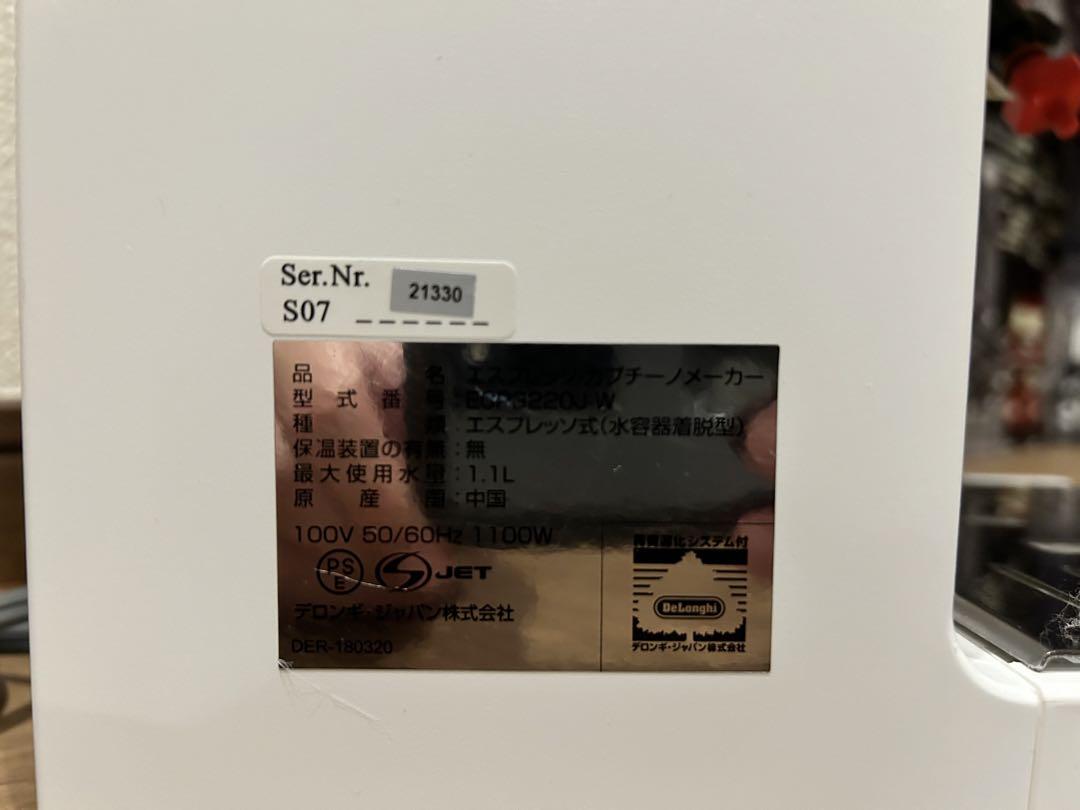 Ser.Nr.
S07 21330
品名:エスプレッソ・カプチーノメーカー
型式番号:ECP3220J-W
種類:エスプレッソ式(水容器着脱型)
保温装置の有無:無
最大使用水量:1.1L
原産国:中国
100V 50/60Hz 1100W
PSE JET
デロンギ・ジャパン株式会社
DER-180320
再資源化システム付
DeLonghi
デロンギ・ジャパン株式会社